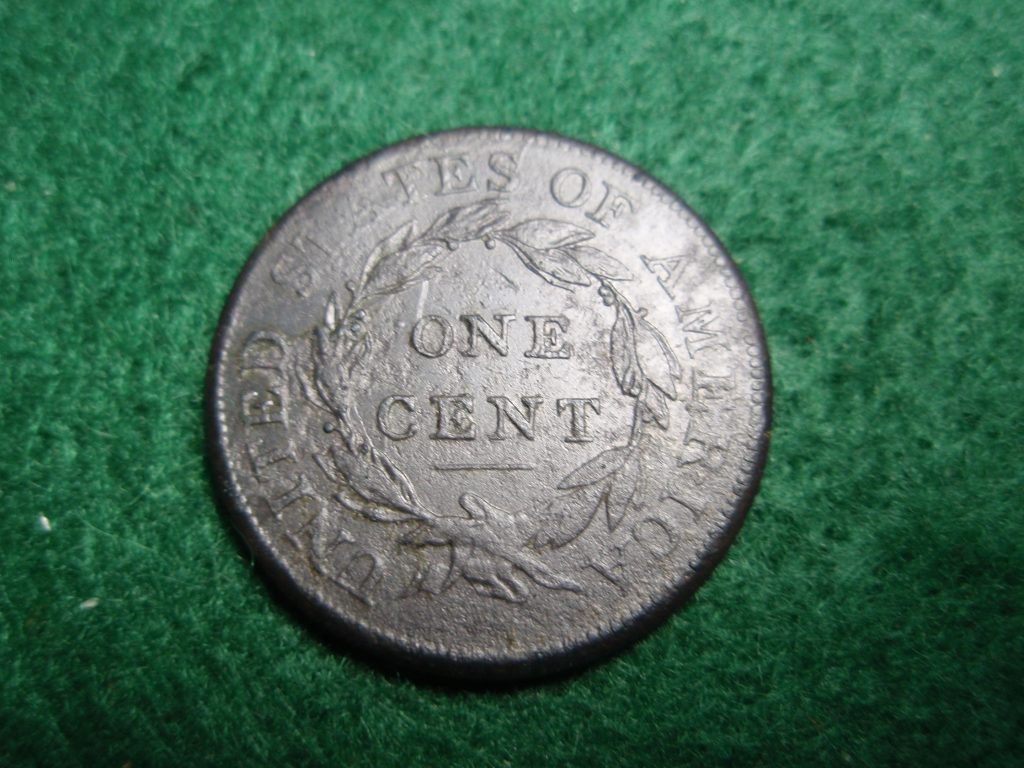 UNITED STATES OF AMERICA
ONE
CENT